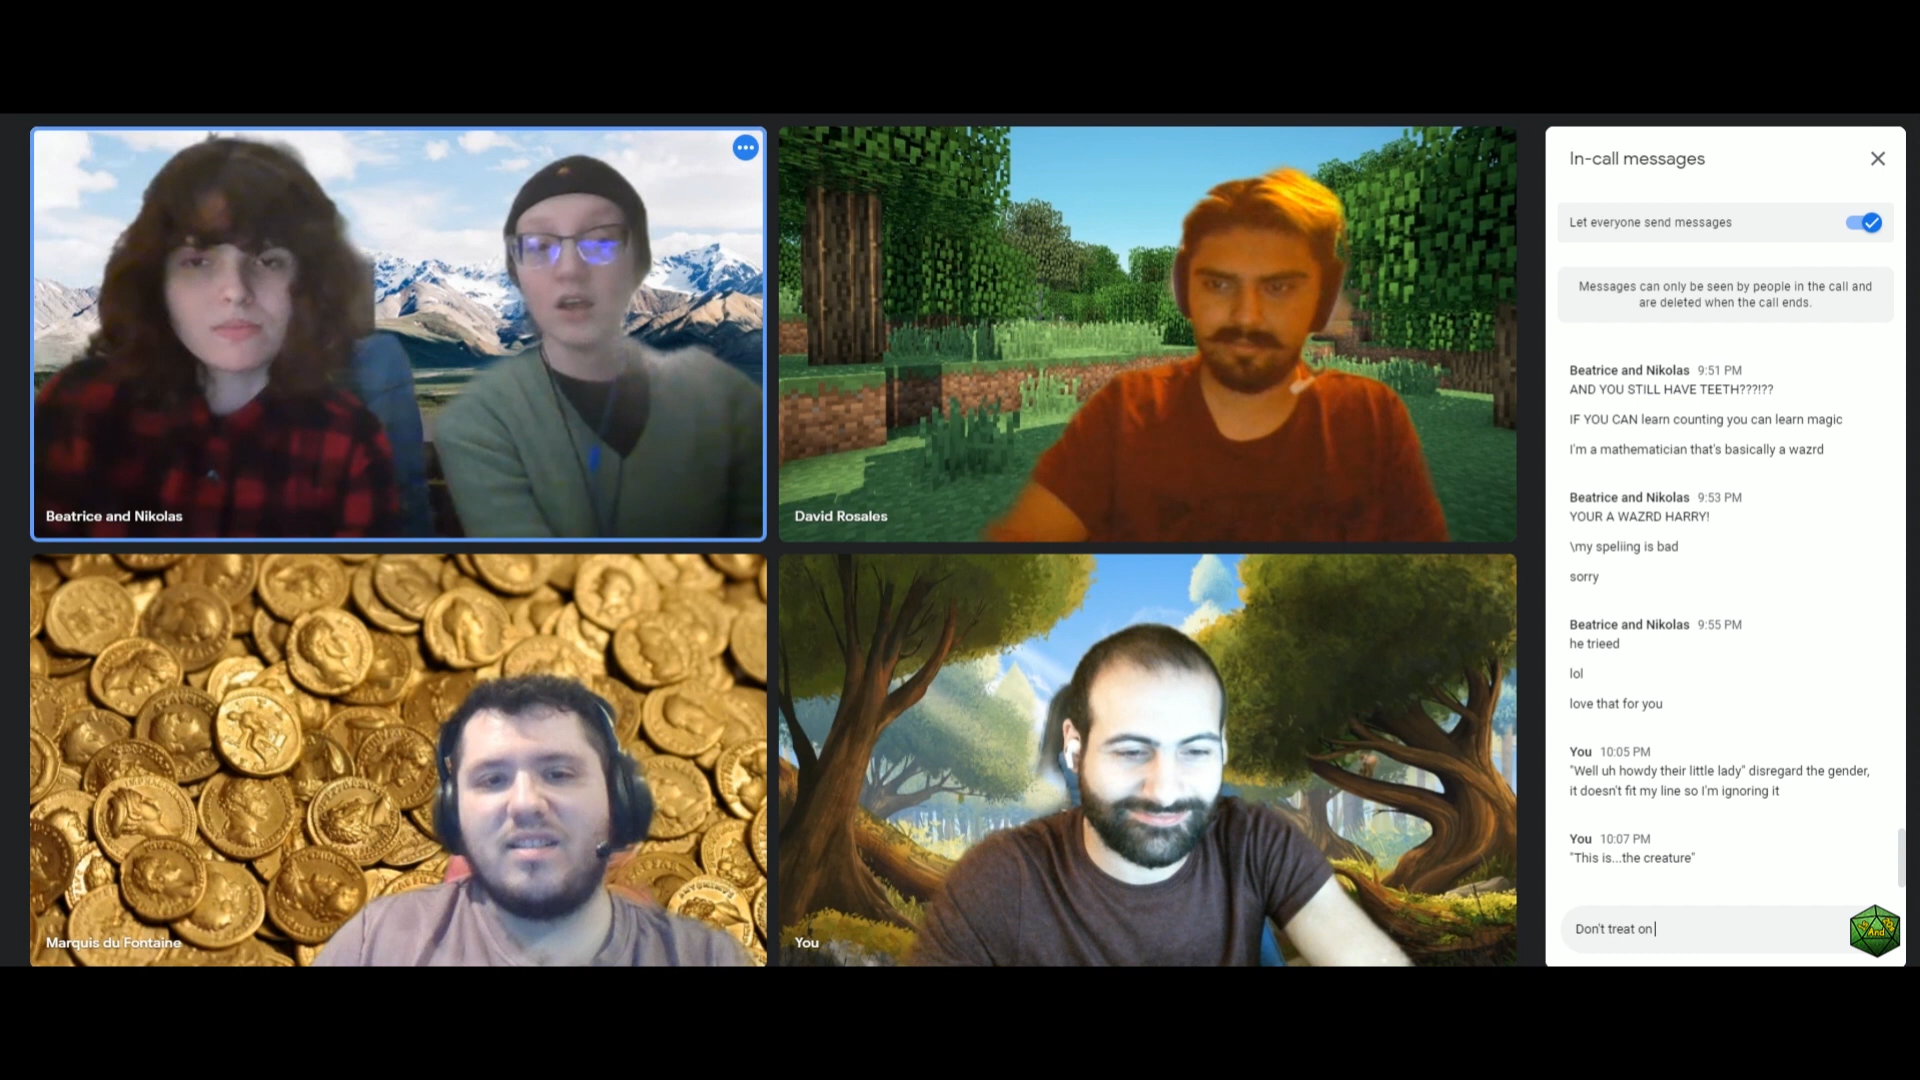 Beatrice and Nikolas
David Rosales
Marquis du Fontaine
You
In-call messages
Let everyone send messages
Messages can only be seen by people in the call and
are deleted when the call ends.
Beatrice and Nikolas 9:51 PM
AND YOU STILL HAVE TEETH???!??
IF YOU CAN learn counting you can learn magic
I'm a mathematician that's basically a wazrd
Beatrice and Nikolas 9:53 PM
YOUR A WAZRD HARRY!
\my speliing is bad
sorry
Beatrice and Nikolas 9:55 PM
he trieed
lol
love that for you
You 10:05 PM
"Well uh howdy their little lady" disregard the gender,
it doesn't fit my line so I'm ignoring it
You 10:07 PM
"This is...the creature"
Don't treat on
And